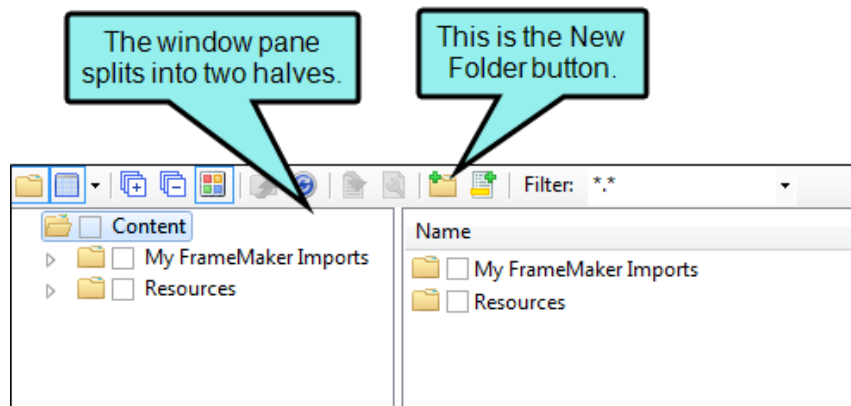 The window pane
splits into two halves.
This is the New
Folder button.
Filter: *.*
Content
My FrameMaker Imports
Resources
Name
My FrameMaker Imports
Resources